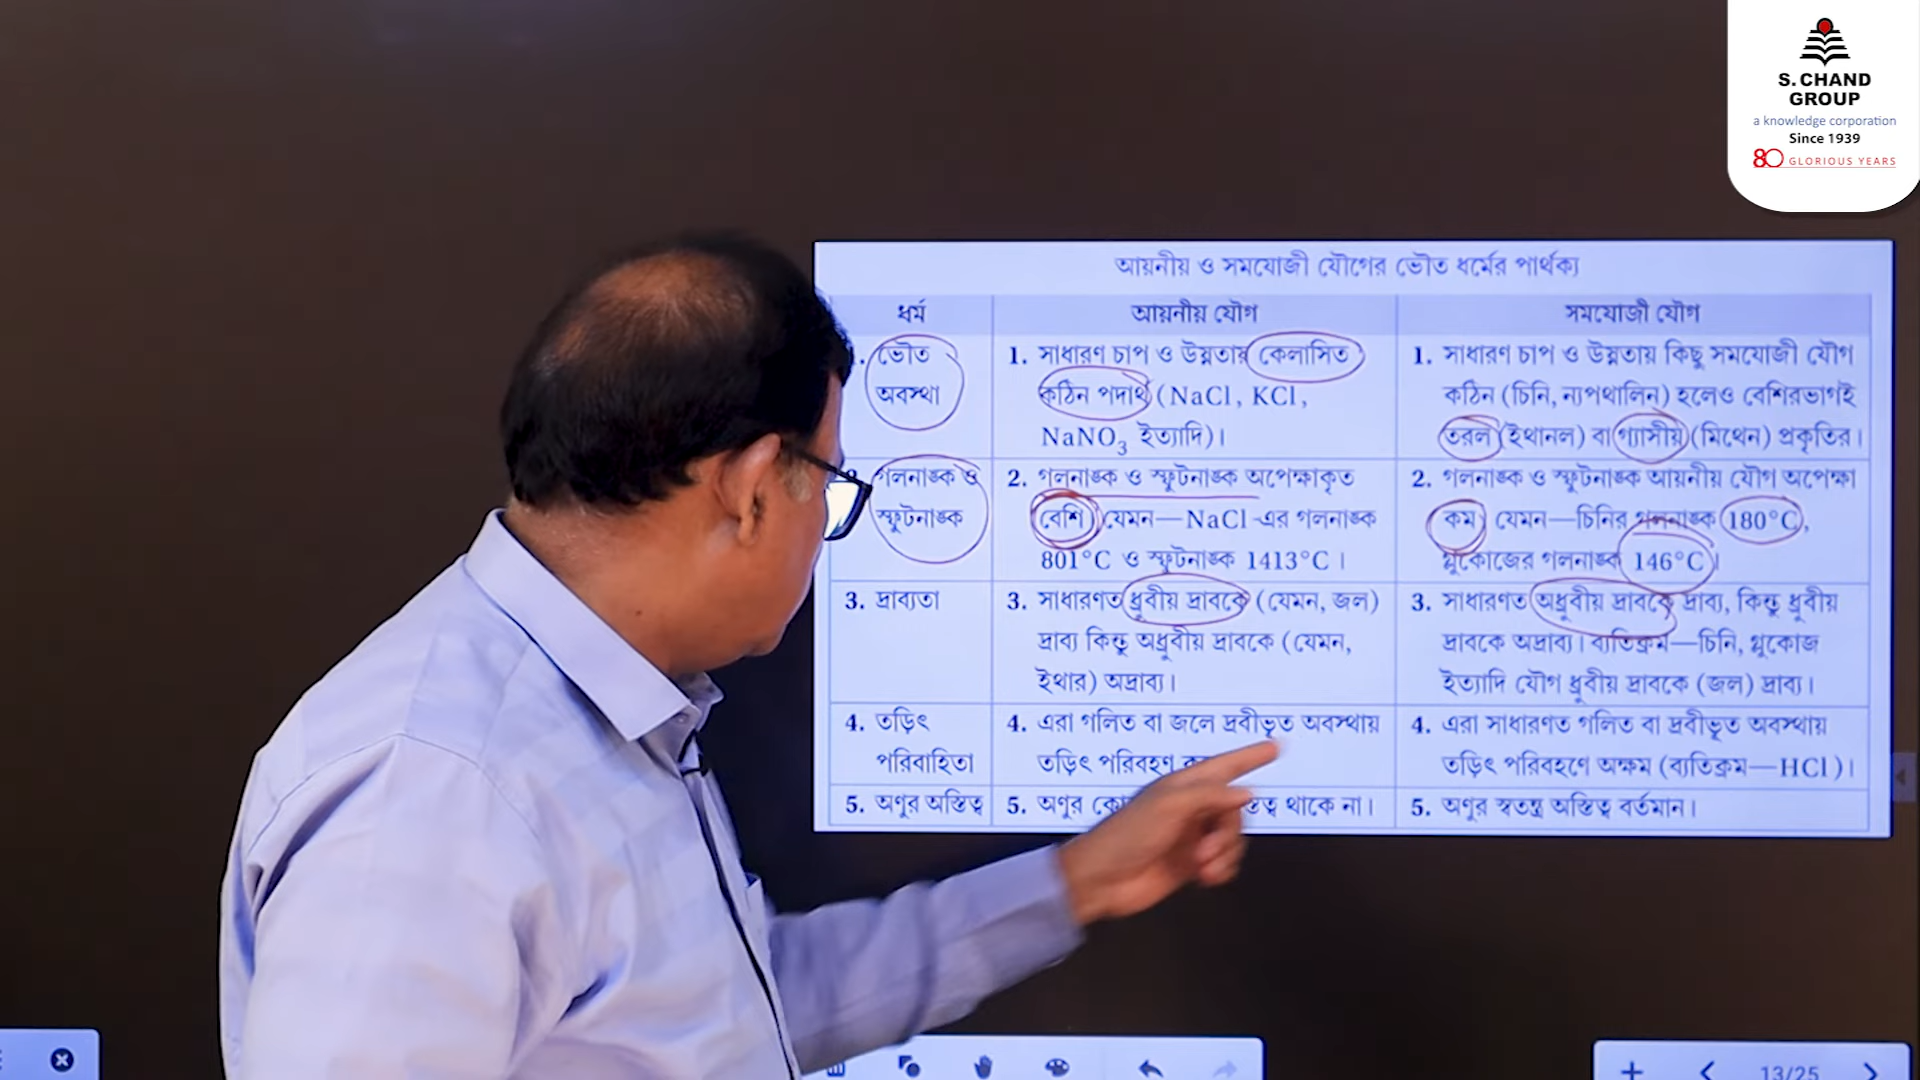 S. CHAND
GROUP
a knowledge corporation
Since 1939
80 GLORIOUS YEARS
আয়নীয় ও সমযোজী যৌগের ভৌত ধর্মের পার্থক্য
ধর্ম
আয়নীয় যৌগ
সমযোজী যৌগ
ভৌত
অবস্থা
1. সাধারণ চাপ ও উষ্ণতায় কেলাসিত
কঠিন পদার্থ (NaCl, KCl,
NaNO₃ ইত্যাদি)।
1. সাধারণ চাপ ও উষ্ণতায় কিছু সমযোজী যৌগ
কঠিন (চিনি, ন্যাপথালিন) হলেও বেশিরভাগই
তরল (ইথানল) বা গ্যাসীয় (মিথেন) প্রকৃতির।
গলনাঙ্ক ও
স্ফুটনাঙ্ক
2. গলনাঙ্ক ও স্ফুটনাঙ্ক অপেক্ষাকৃত
বেশি যেমন—NaCl-এর গলনাঙ্ক
801°C ও স্ফুটনাঙ্ক 1413°C।
2. গলনাঙ্ক ও স্ফুটনাঙ্ক আয়নীয় যৌগ অপেক্ষা
কম যেমন—চিনির গলনাঙ্ক 180°C,
গ্লুকোজের গলনাঙ্ক 146°C।
3. দ্রাব্যতা
3. সাধারণত ধ্রুবীয় দ্রাবকে (যেমন, জল)
দ্রাব্য কিন্তু অধ্রুবীয় দ্রাবকে (যেমন,
ইথার) অদ্রাব্য।
3. সাধারণত অধ্রুবীয় দ্রাবকে দ্রাব্য, কিন্তু ধ্রুবীয়
দ্রাবকে অদ্রাব্য। ব্যতিক্রম—চিনি, গ্লুকোজ
ইত্যাদি যৌগ ধ্রুবীয় দ্রাবকে (জল) দ্রাব্য।
4. তড়িৎ
পরিবাহিতা
4. এরা গলিত বা জলে দ্রবীভূত অবস্থায়
তড়িৎ পরিবহণ
4. এরা সাধারণত গলিত বা দ্রবীভূত অবস্থায়
তড়িৎ পরিবহণে অক্ষম (ব্যতিক্রম—HCl)।
5. অণুর অস্তিত্ব
5. অণুর থাকে না।
5. অণুর স্বতন্ত্র অস্তিত্ব বর্তমান।
13/25